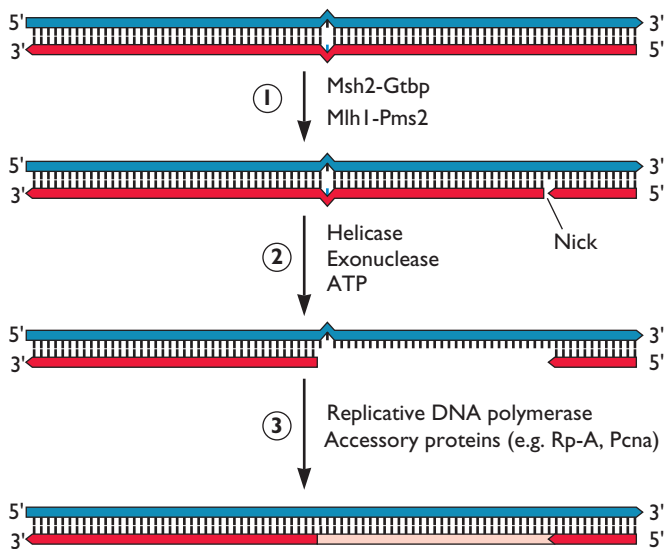 5' 3'
3' 5'
1 Msh2-Gtbp
Mlh1-Pms2
5' 3'
3' 5'
Nick
2 Helicase
Exonuclease
ATP
5' 3'
3' 5'
3 Replicative DNA polymerase
Accessory proteins (e.g. Rp-A, Pcna)
5' 3'
3' 5'